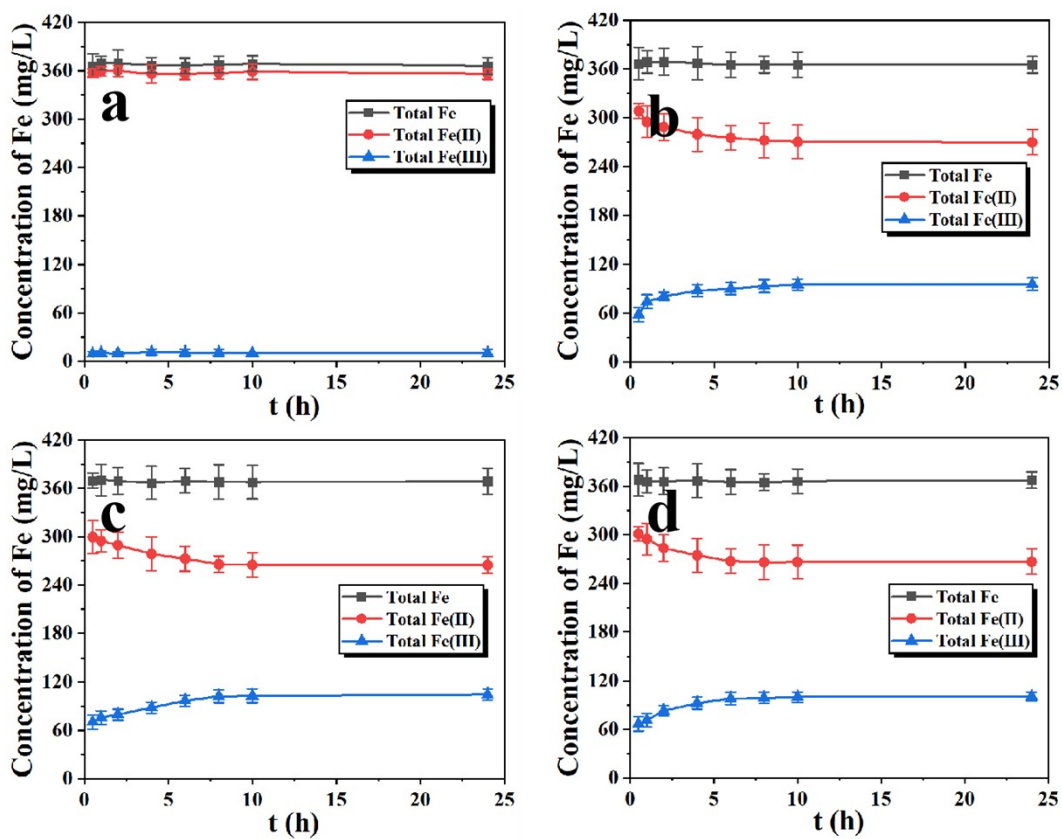 Concentration of Fe (mg/L)
420
360
300
240
180
120
60
0
a
Total Fe
Total Fe(II)
Total Fe(III)
0 5 10 15 20 25
t (h)
Concentration of Fe (mg/L)
420
360
300
240
180
120
60
0
b
Total Fe
Total Fe(II)
Total Fe(III)
0 5 10 15 20 25
t (h)
Concentration of Fe (mg/L)
420
360
300
240
180
120
60
0
c
Total Fe
Total Fe(II)
Total Fe(III)
0 5 10 15 20 25
t (h)
Concentration of Fe (mg/L)
420
360
300
240
180
120
60
0
d
Total Fe
Total Fe(II)
Total Fe(III)
0 5 10 15 20 25
t (h)